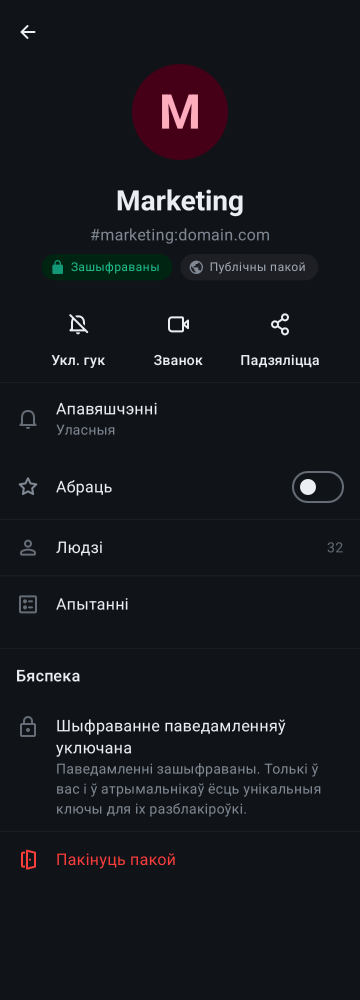 M
Marketing
#marketing:domain.com
Зашыфраваны
Публічны пакой
Укл. гук
Званок
Падзяліцца
Апавяшчэнні
Уласныя
Абраць
Людзі
32
Апытанні
Бяспека
Шыфраванне паведамленняў
уключана
Паведамленні зашыфраваны. Толькі ў
вас і ў атрымальнікаў ёсць унікальныя
ключы для іх разблакіроўкі.
Пакінуць пакой